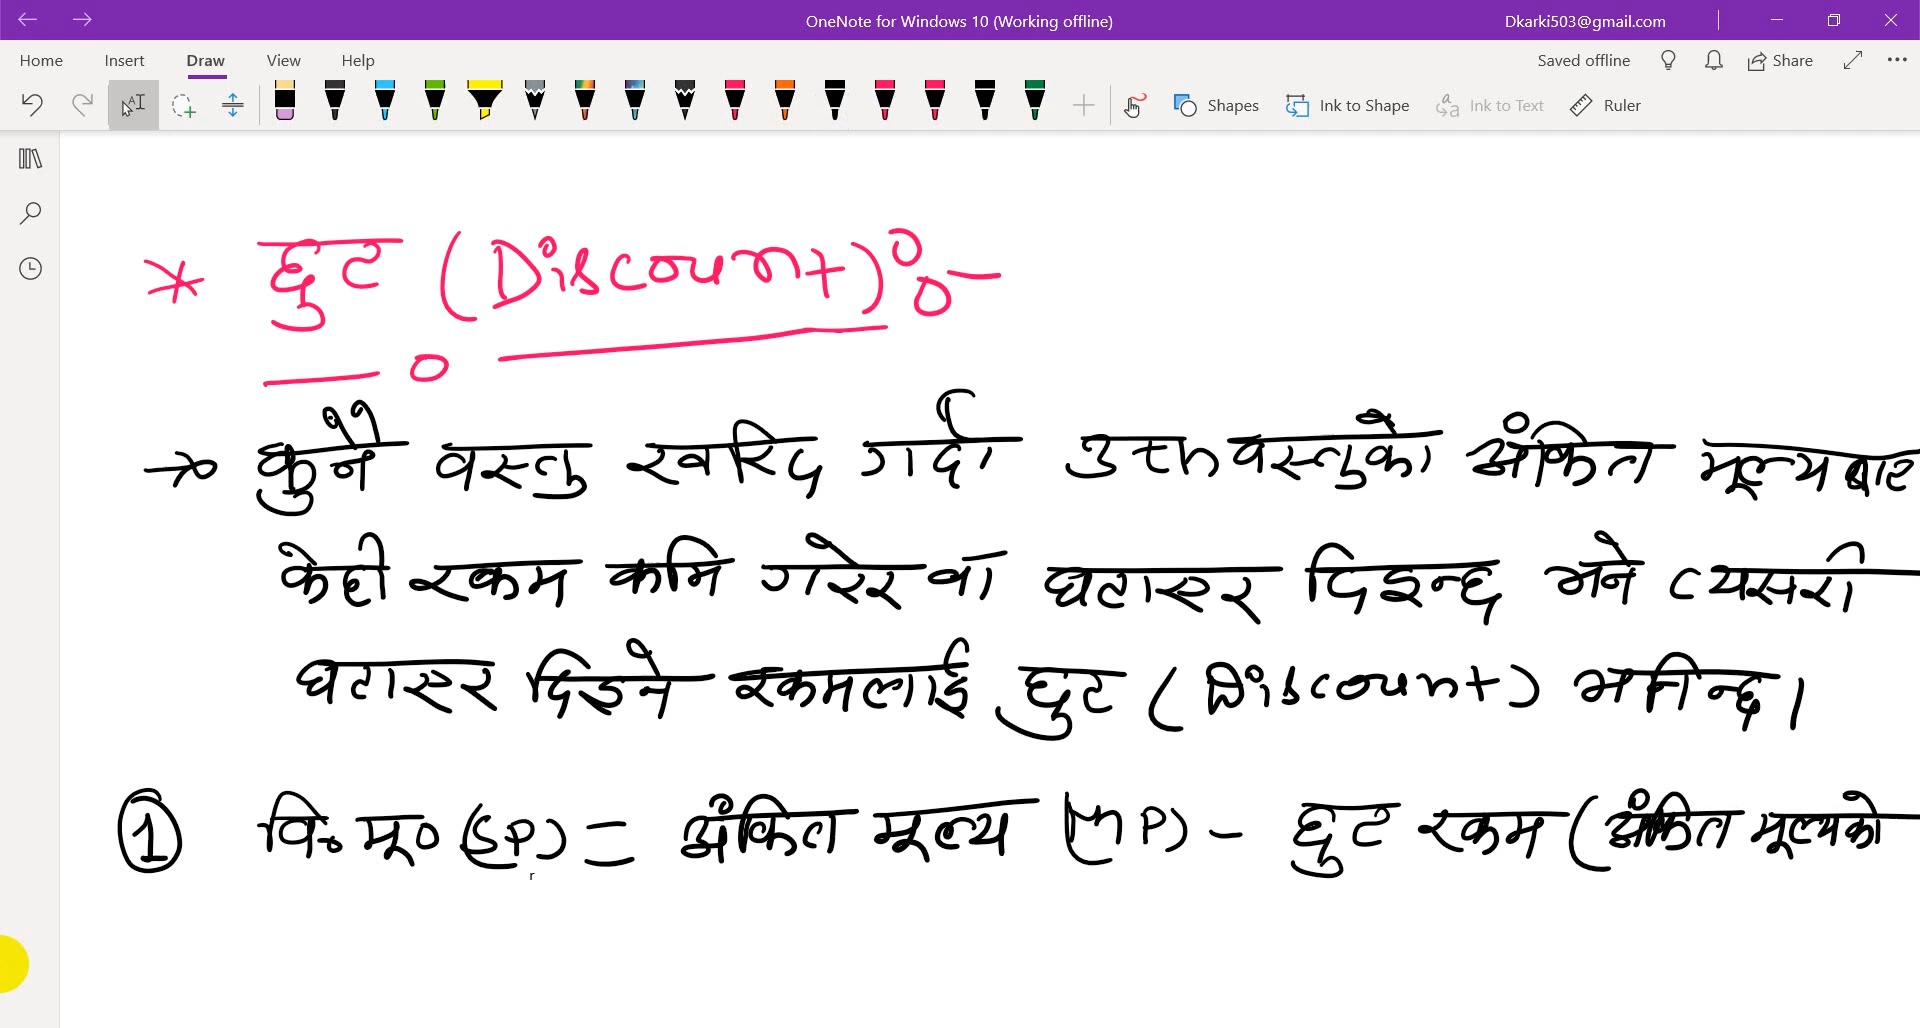 OneNote for Windows 10 (Working offline)
Dkarki503@gmail.com
Home Insert Draw View Help
Saved offline Share
Shapes Ink to Shape Ink to Text Ruler
* छुट (Discount) :-
→ कुनै वस्तु खरिद गर्दा उक्त वस्तुको अंकित मूल्यबाट
केही रकम कमि गरेर वा घटाएर दिइन्छ भने त्यसरी
घटाएर दिइने रकमलाई छुट (Discount) भनिन्छ।
① वि. मू० (SP) = अंकित मूल्य (MP) - छुट रकम (अंकित मूल्यको